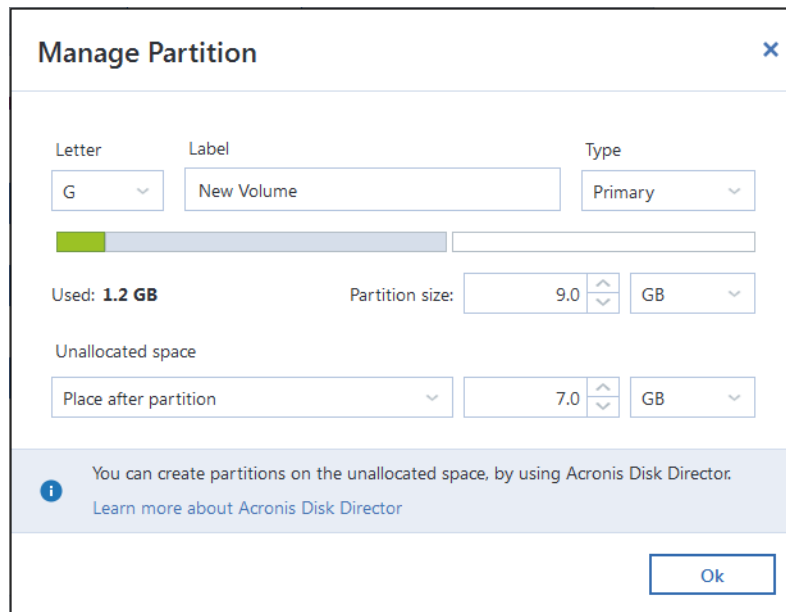 Manage Partition
Letter Label Type
G New Volume Primary
Used: 1.2 GB Partition size: 9.0 GB
Unallocated space
Place after partition 7.0 GB
You can create partitions on the unallocated space, by using Acronis Disk Director.
Learn more about Acronis Disk Director
Ok